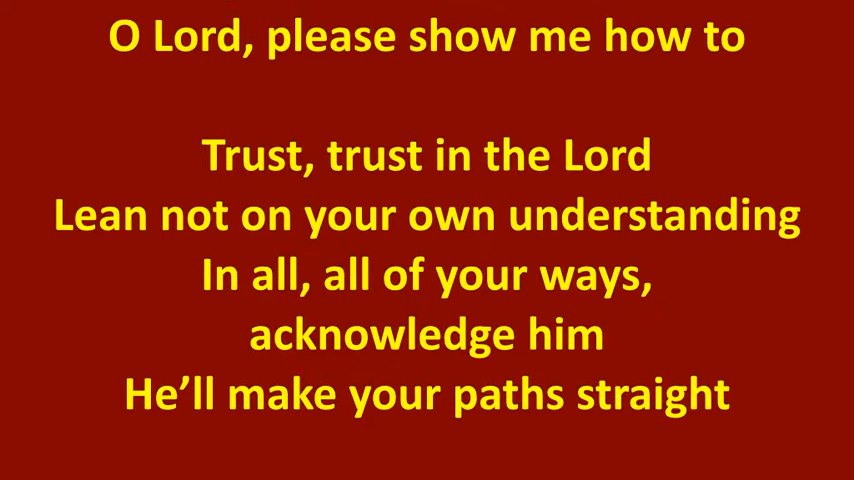 O Lord, please show me how to
Trust, trust in the Lord
Lean not on your own understanding
In all, all of your ways,
acknowledge him
He’ll make your paths straight